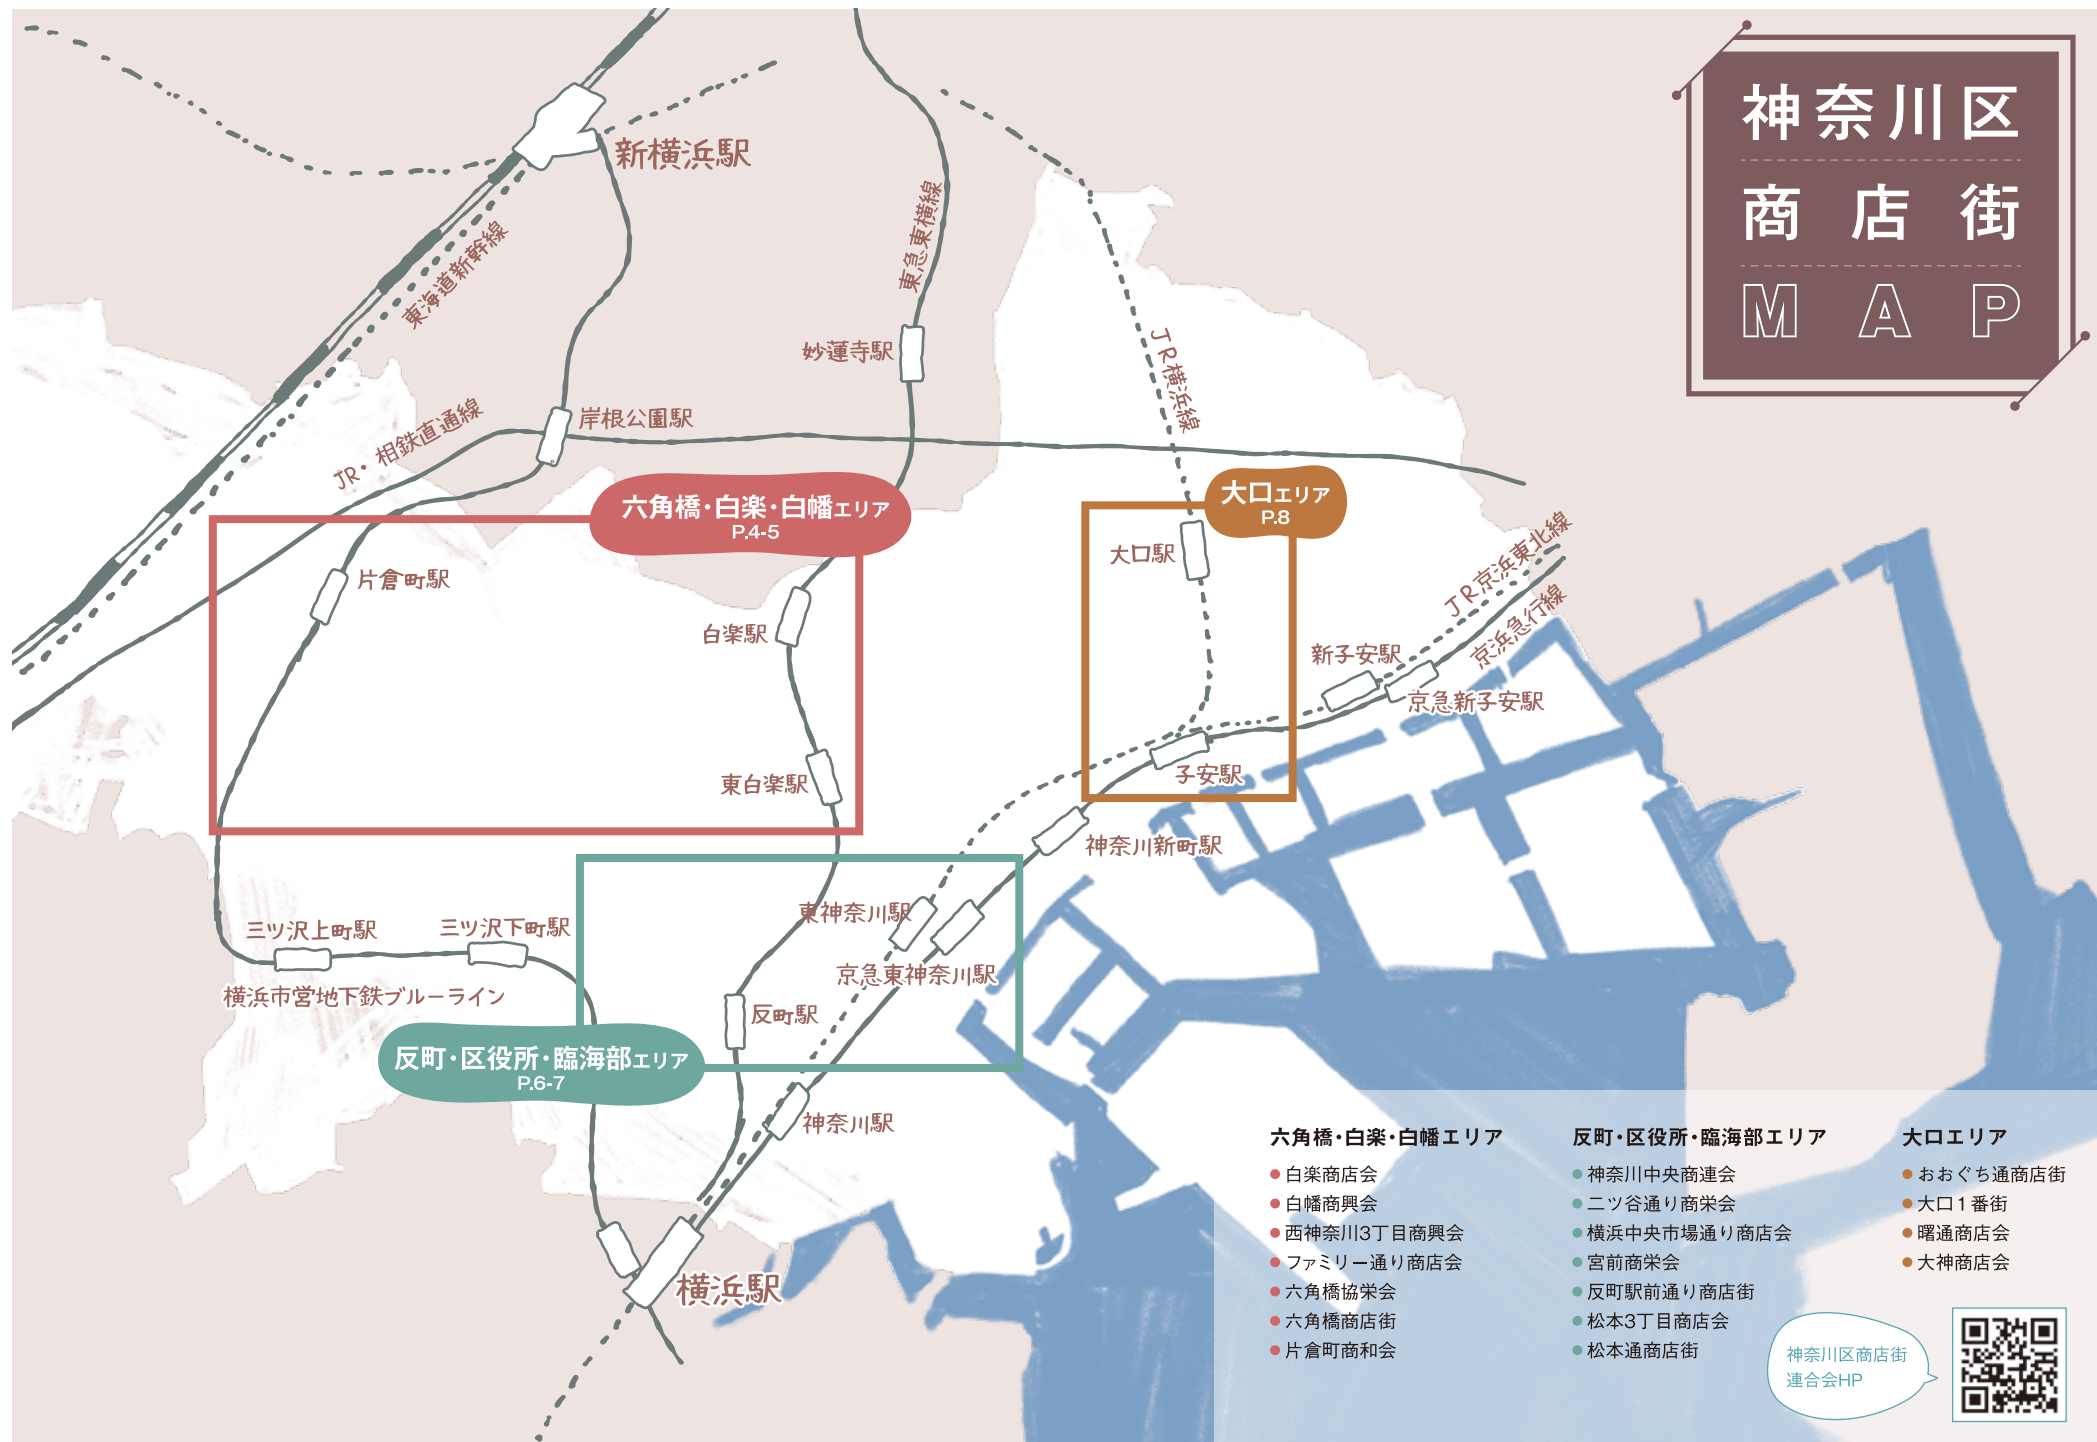 神奈川区
商店街
MAP
新横浜駅
東海道新幹線
東急東横線
妙蓮寺駅
JR横浜線
JR・相鉄直通線
岸根公園駅
六角橋・白楽・白幡エリア
P.4-5
大口エリア
P.8
大口駅
片倉町駅
白楽駅
JR京浜東北線
京浜急行線
新子安駅
京急新子安駅
東白楽駅
子安駅
神奈川新町駅
三ツ沢上町駅
三ツ沢下町駅
東神奈川駅
京急東神奈川駅
横浜市営地下鉄ブルーライン
反町駅
反町・区役所・臨海部エリア
P.6-7
神奈川駅
横浜駅
六角橋・白楽・白幡エリア
白楽商店会
白幡商興会
西神奈川3丁目商興会
ファミリー通り商店会
六角橋協栄会
六角橋商店街
片倉町商和会
反町・区役所・臨海部エリア
神奈川中央商連会
二ツ谷通り商栄会
横浜中央市場通り商店会
宮前商栄会
反町駅前通り商店街
松本3丁目商店会
松本通商店街
大口エリア
おおぐち通商店街
大口1番街
曙通商店会
大神商店会
神奈川区商店街
連合会HP